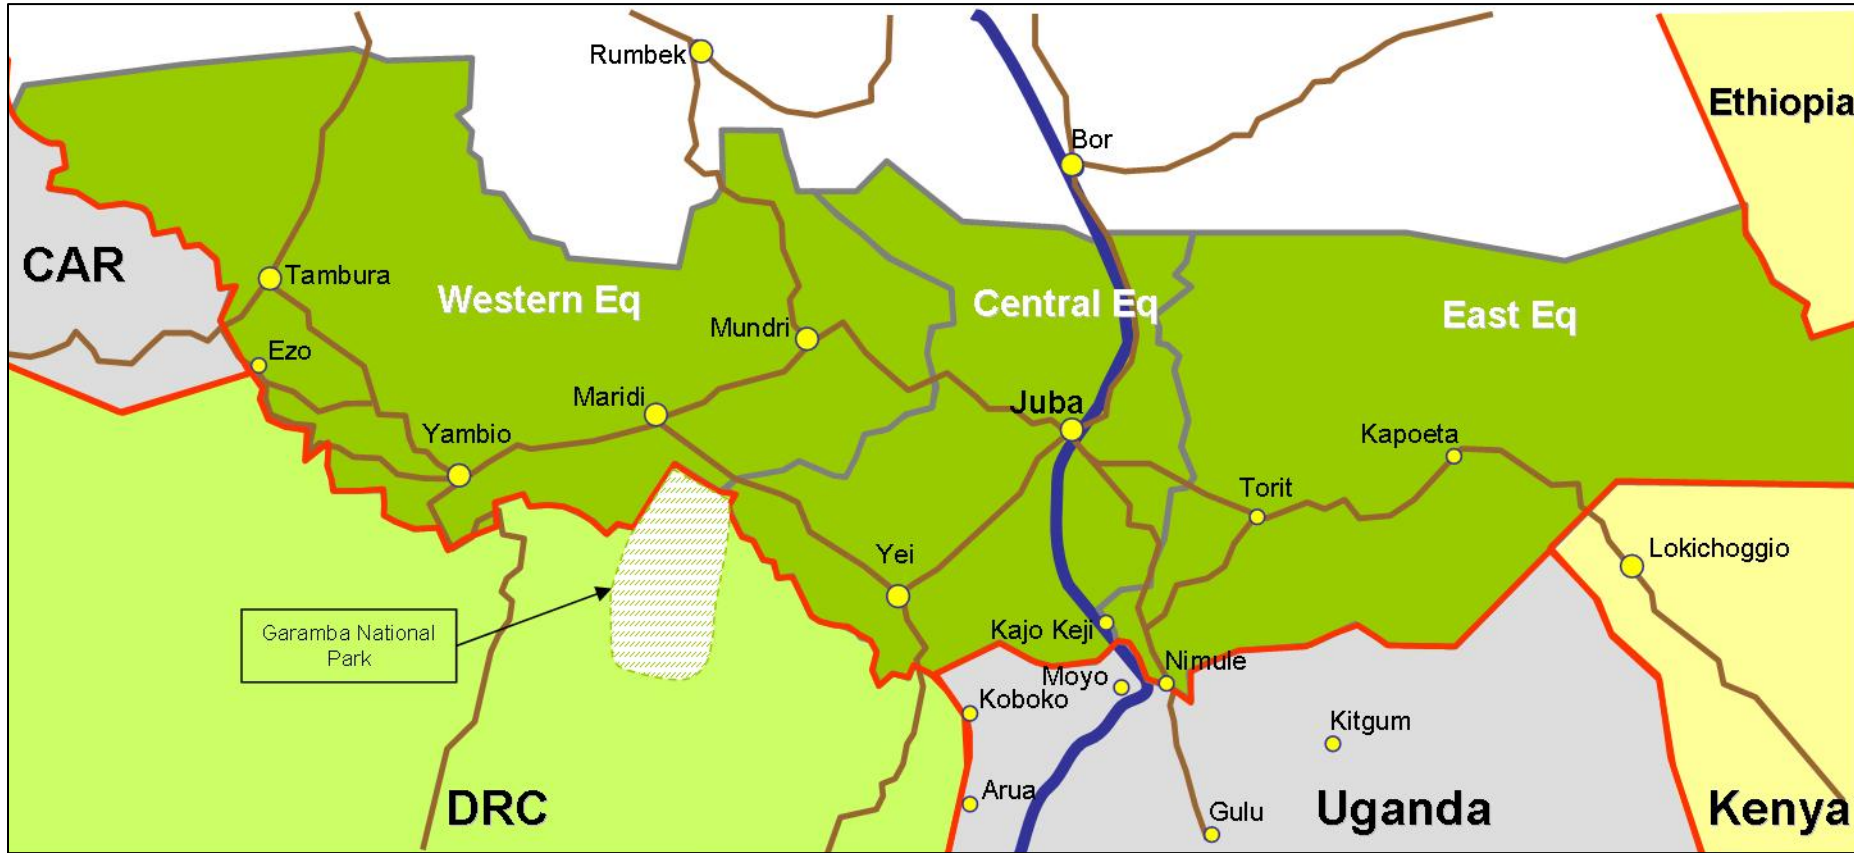 Rumbek
Ethiopia
Bor
CAR
Tambura
Western Eq
Central Eq
East Eq
Mundri
Ezo
Maridi
Juba
Yambio
Kapoeta
Torit
Yei
Lokichoggio
Garamba National
Park
Kajo Keji
Nimule
Moyo
Koboko
Kitgum
Arua
DRC
Gulu
Uganda
Kenya